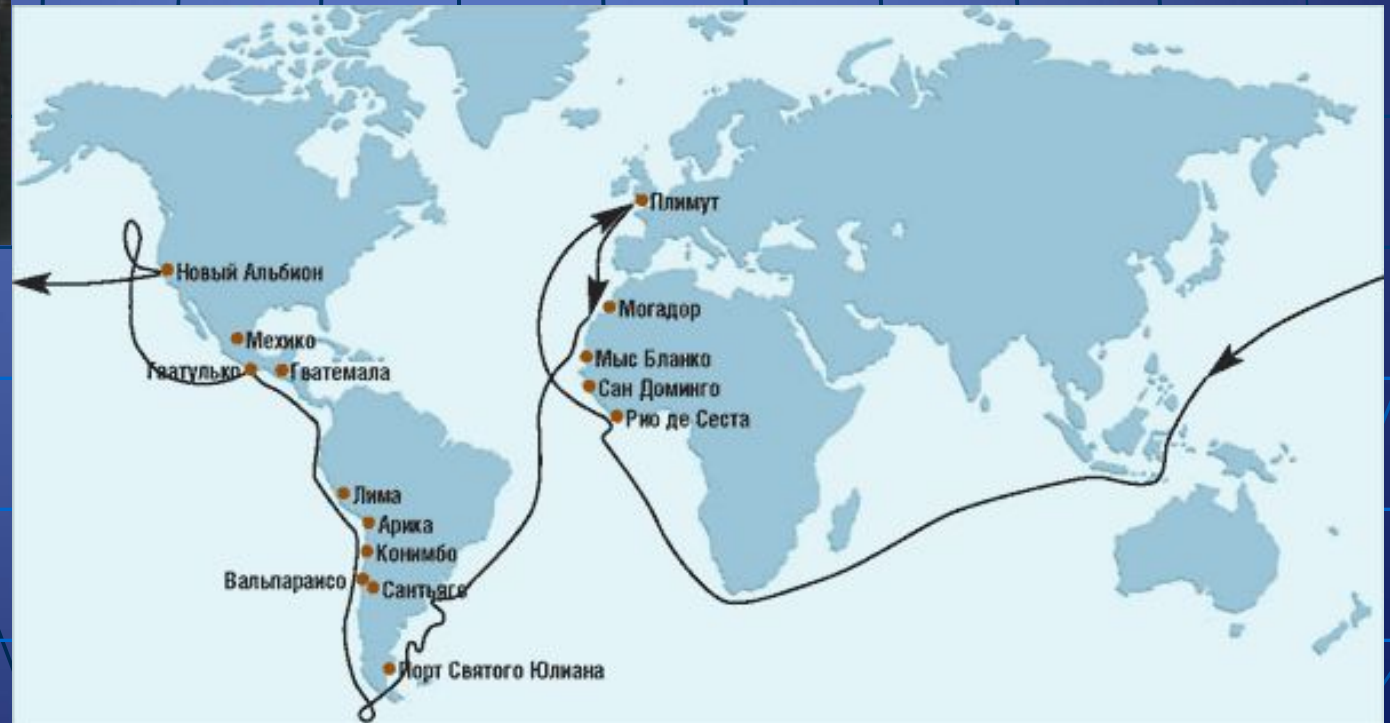 Плимут
Новый Альбион
Могадор
Мехико
Мыс Бланко
Гватулько
Гватемала
Сан Доминго
Рио де Сеста
Лима
Арика
Конимбо
Вальпараисо
Сантьяго
Порт Святого Юлиана